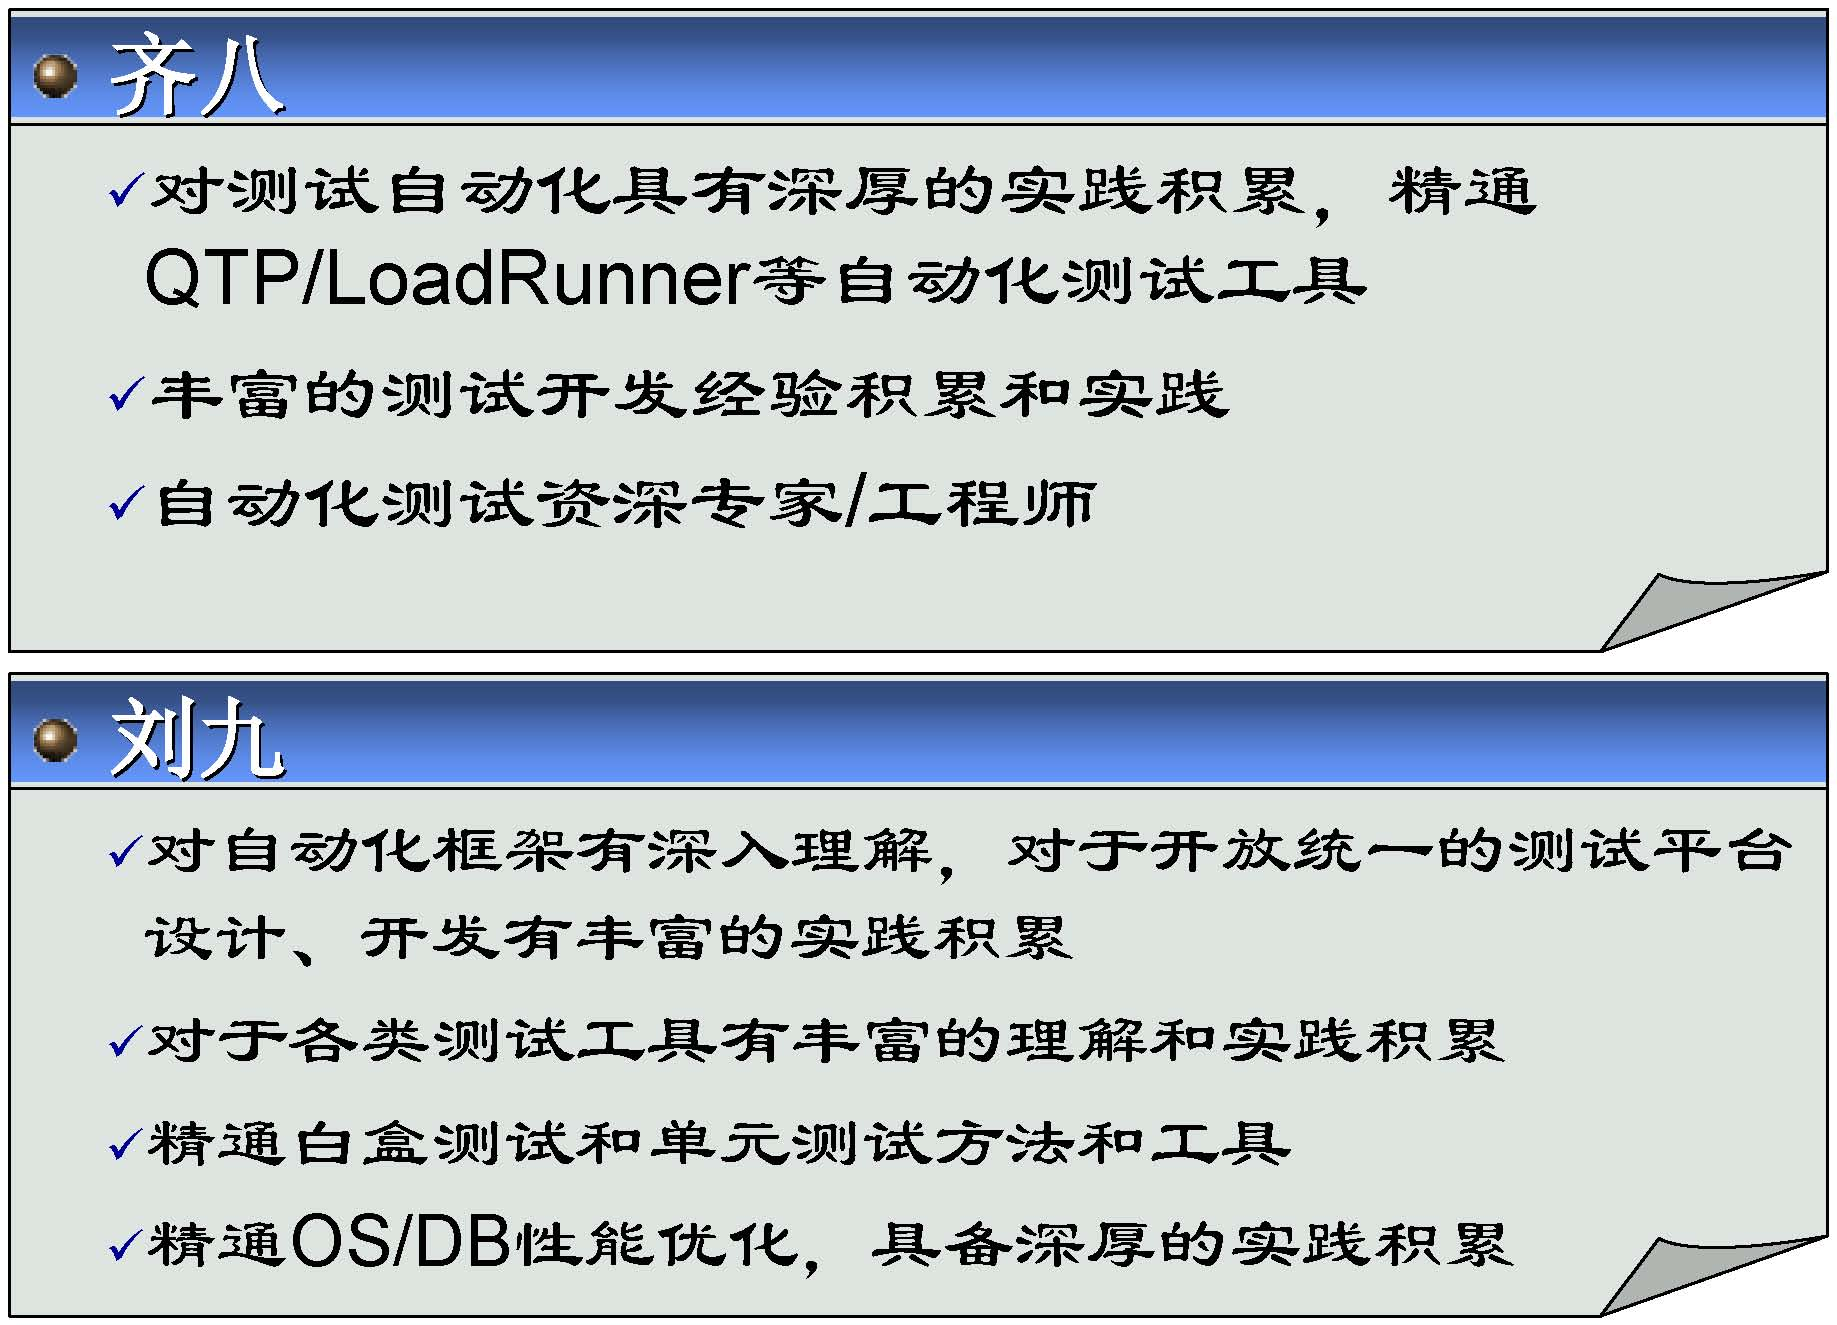 齐八
✓对测试自动化具有深厚的实践积累，精通
QTP/LoadRunner等自动化测试工具
✓丰富的测试开发经验积累和实践
✓自动化测试资深专家/工程师
刘九
✓对自动化框架有深入理解，对于开放统一的测试平台
设计、开发有丰富的实践积累
✓对于各类测试工具有丰富的理解和实践积累
✓精通白盒测试和单元测试方法和工具
✓精通OS/DB性能优化，具备深厚的实践积累